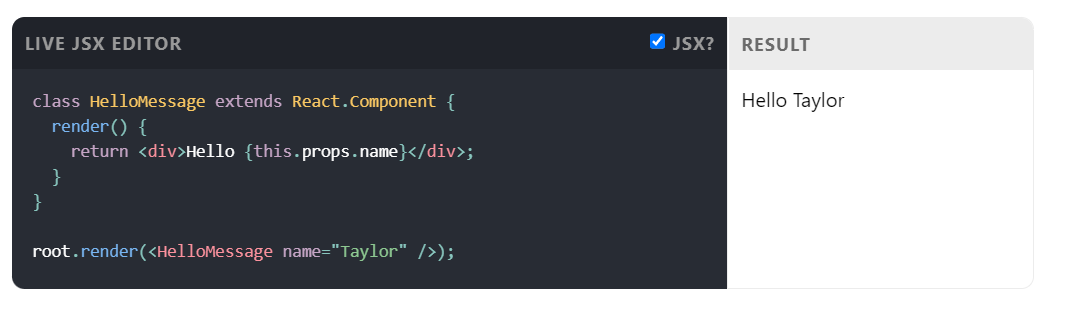 LIVE JSX EDITOR
JSX?
class HelloMessage extends React.Component {
  render() {
    return <div>Hello {this.props.name}</div>;
  }
}
root.render(<HelloMessage name="Taylor" />);
RESULT
Hello Taylor